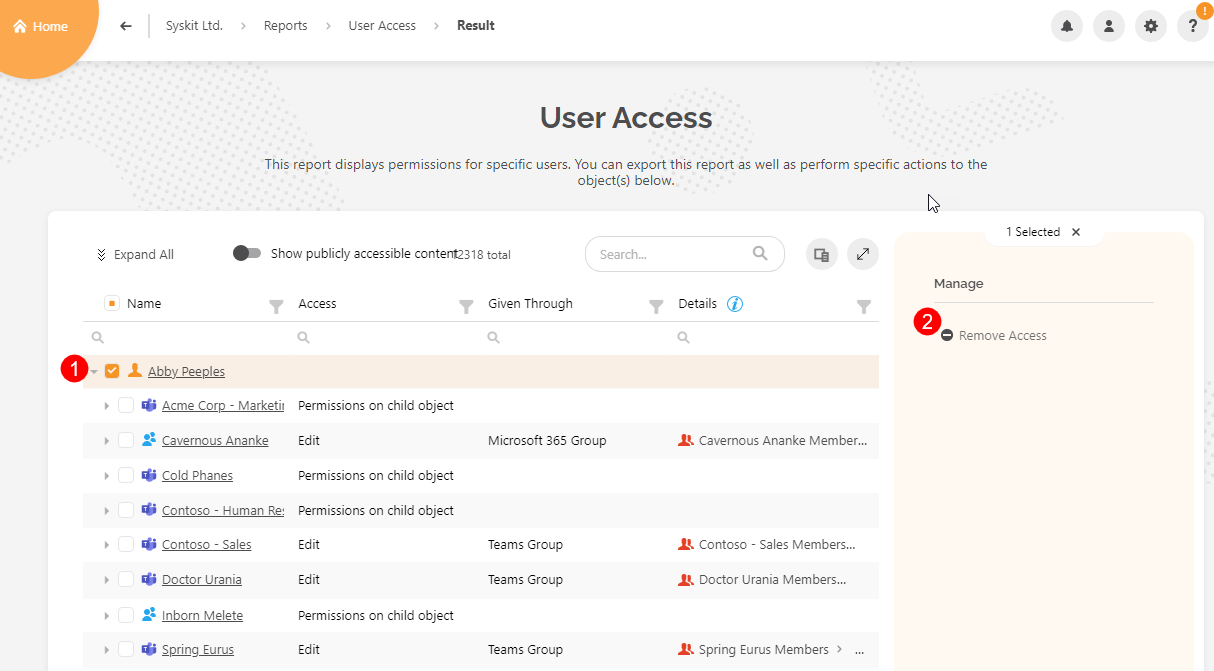 Home
Syskit Ltd. > Reports > User Access > Result
! ?
User Access
This report displays permissions for specific users. You can export this report as well as perform specific actions to the
object(s) below.
1 Selected ×
Expand All Show publicly accessible content 2318 total Search...
Manage
Name Access Given Through Details i
2 Remove Access
1 Abby Peeples
Acme Corp - Marketi Permissions on child object
Cavernous Ananke Edit Microsoft 365 Group Cavernous Ananke Member...
Cold Phanes Permissions on child object
Contoso - Human Re Permissions on child object
Contoso - Sales Edit Teams Group Contoso - Sales Members...
Doctor Urania Edit Teams Group Doctor Urania Members...
Inborn Melete Permissions on child object
Spring Eurus Edit Teams Group Spring Eurus Members > ...